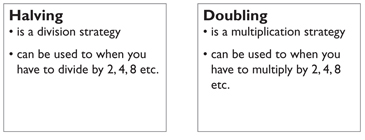 Halving
• is a division strategy
• can be used to when you
have to divide by 2, 4, 8 etc.
Doubling
• is a multiplication strategy
• can be used to when you
have to multiply by 2, 4, 8
etc.